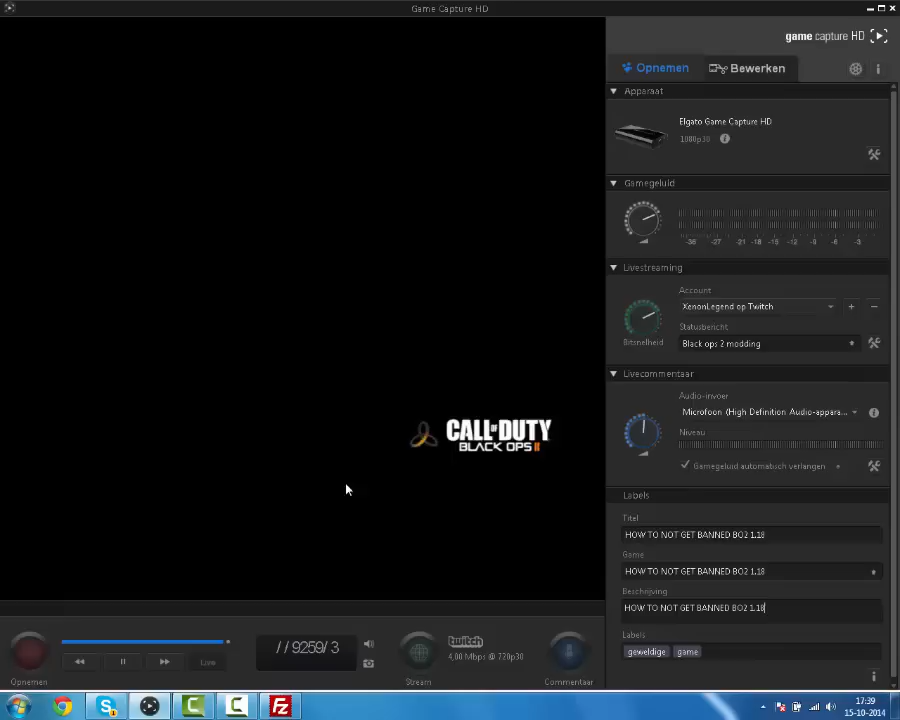 Game Capture HD
game capture HD
Opnemen
Bewerken
Apparaat
Elgato Game Capture HD
1080p30
Gamegeluid
-36 -27 -21 -18 -15 -12 -9 -6 -3
Livestreaming
Account
XenonLegend op Twitch
Statusbericht
Bitsnelheid
Black ops 2 modding
Livecommentaar
Audio-invoer
Microfoon (High Definition Audio-appara...
Niveau
Gamegeluid automatisch verlangen
CALL OF DUTY
BLACK OPS II
Labels
Titel
HOW TO NOT GET BANNED BO2 1.18
Game
HOW TO NOT GET BANNED BO2 1.18
Beschrijving
HOW TO NOT GET BANNED BO2 1.18
Labels
geweldige game
Opnemen
Live
//9259/3
twitch
4,00 Mbps @ 720p30
Stream
Commentaar
17:39
15-10-2014